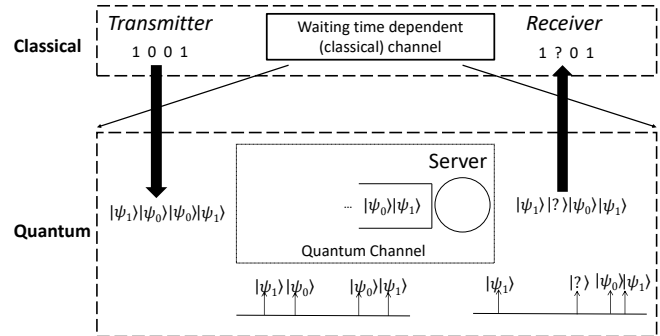 Transmitter
1 0 0 1
Waiting time dependent
(classical) channel
Receiver
1 ? 0 1
Classical
Server
... |ψ₀⟩|ψ₁⟩
Quantum Channel
|ψ₁⟩|ψ₀⟩|ψ₀⟩|ψ₁⟩
|ψ₁⟩|?⟩|ψ₀⟩|ψ₁⟩
Quantum
|ψ₁⟩|ψ₀⟩ |ψ₀⟩|ψ₁⟩
|ψ₁⟩ |?⟩ |ψ₀⟩|ψ₁⟩